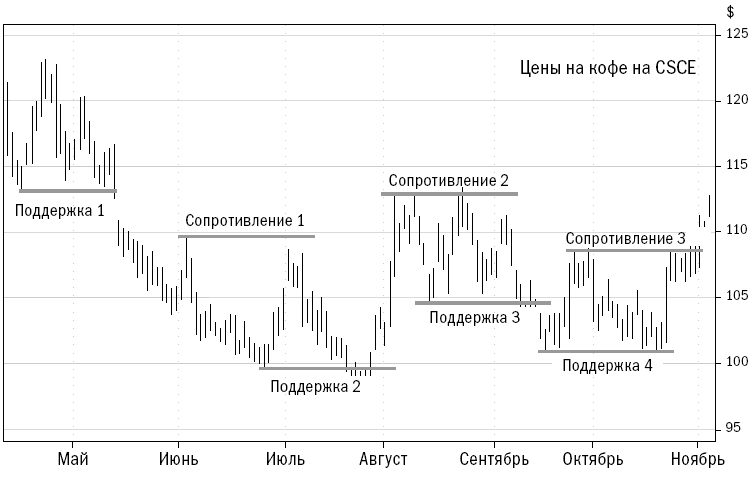 $
125
Цены на кофе на CSCE
120
115
Сопротивление 2
Поддержка 1
Сопротивление 1
110
Сопротивление 3
105
Поддержка 3
100
Поддержка 4
Поддержка 2
95
Май Июнь Июль Август Сентябрь Октябрь Ноябрь